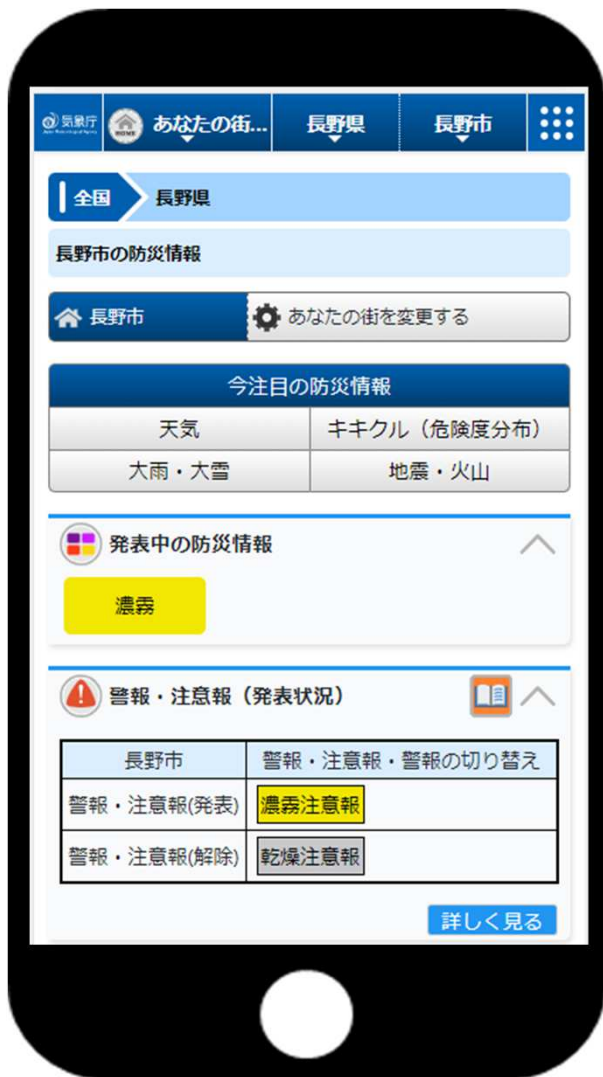 気象庁 HOME あなたの街... 長野県 長野市
全国 長野県
長野市の防災情報
長野市 あなたの街を変更する
今注目の防災情報
天気 キキクル（危険度分布）
大雨・大雪 地震・火山
発表中の防災情報
濃霧
警報・注意報（発表状況）
長野市 警報・注意報・警報の切り替え
警報・注意報(発表) 濃霧注意報
警報・注意報(解除) 乾燥注意報
詳しく見る